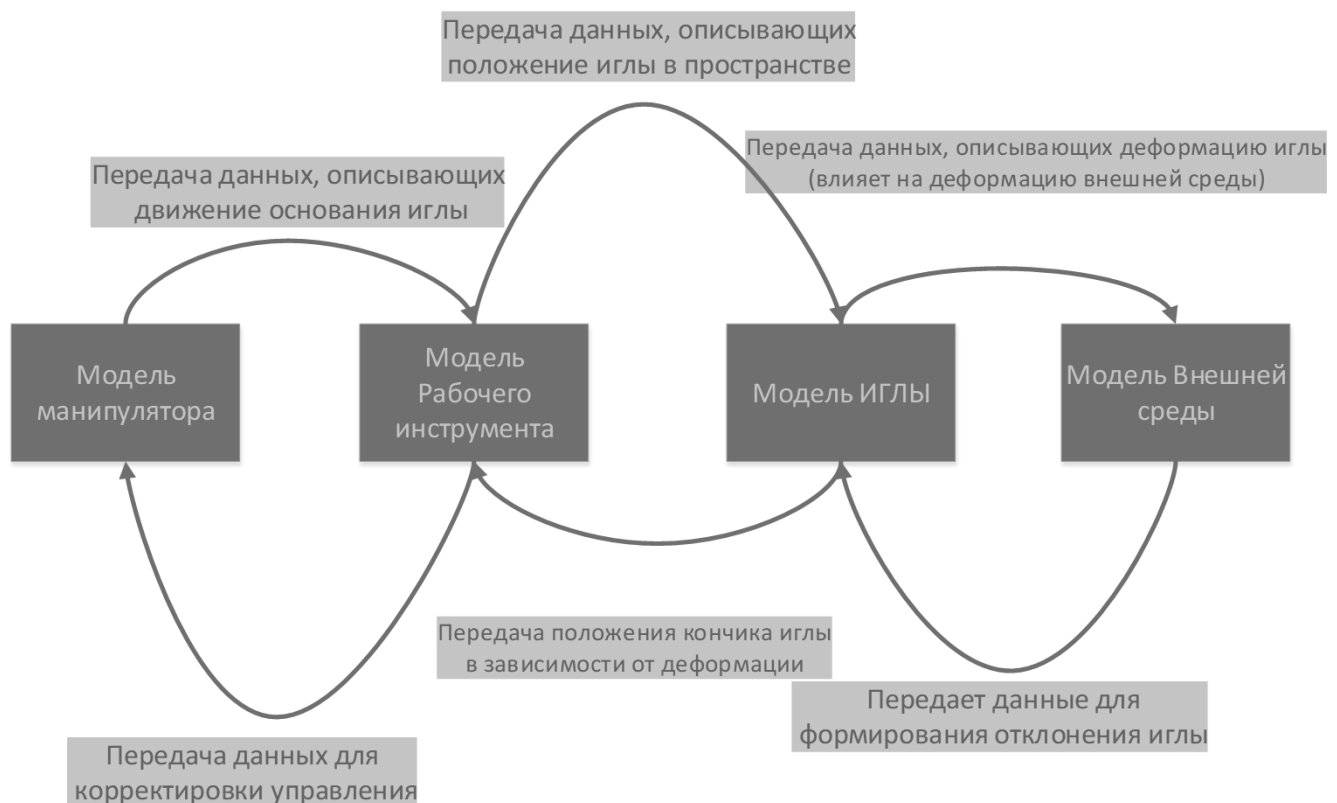 Передача данных, описывающих
положение иглы в пространстве
Передача данных, описывающих деформацию иглы
(влияет на деформацию внешней среды)
Передача данных, описывающих
движение основания иглы
Модель
манипулятора
Модель
Рабочего
инструмента
Модель ИГЛЫ
Модель Внешней
среды
Передача положения кончика иглы
в зависимости от деформации
Передает данные для
формирования отклонения иглы
Передача данных для
корректировки управления